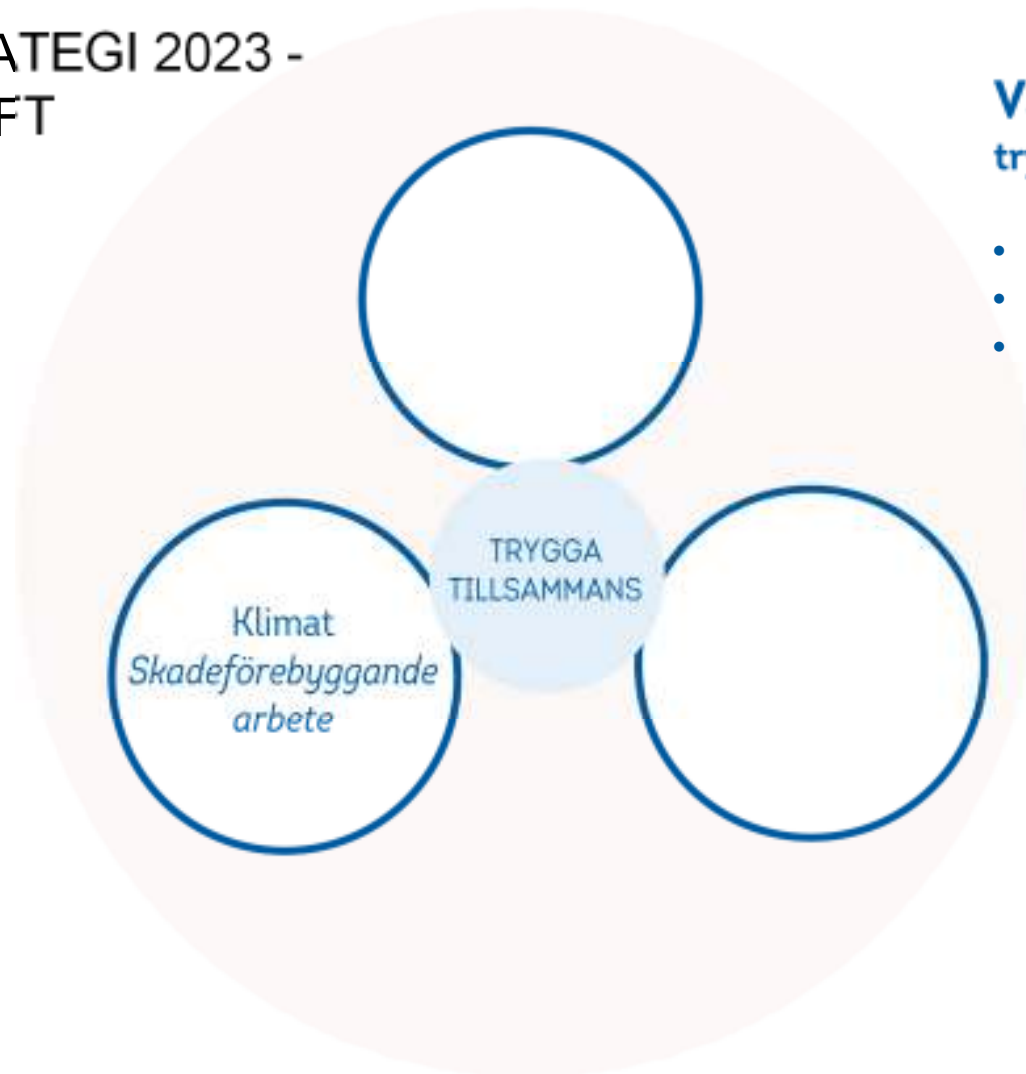 ATEGI 2023 -
FT
TRYGGA
TILLSAMMANS
Klimat
Skadeförebyggande
arbete